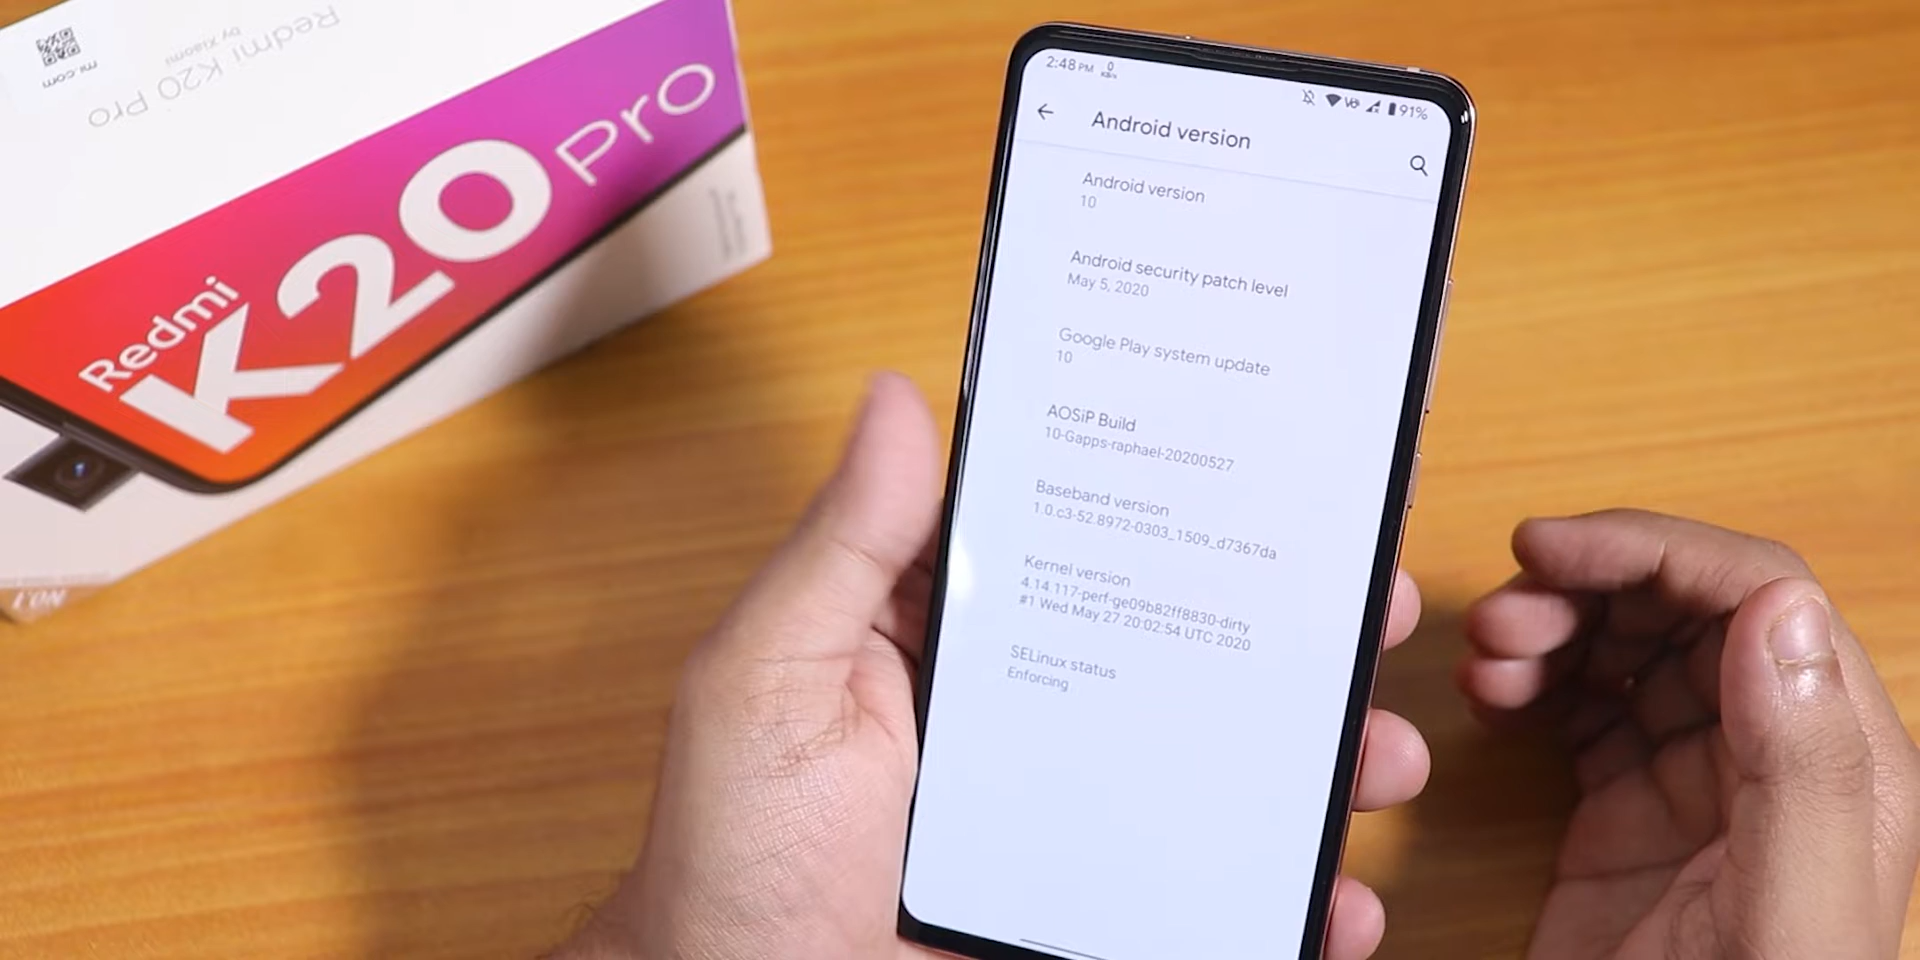 mi.com
Redmi K20 Pro
by Xiaomi
Redmi
K20 Pro
2:48 PM 0
KB/s
91%
Android version
Android version
10
Android security patch level
May 5, 2020
Google Play system update
10
AOSiP Build
10-Gapps-raphael-20200527
Baseband version
1.0.c3-52.8972-0303_1509_d7367da
Kernel version
4.14.117-perf-ge09b82ff8830-dirty
#1 Wed May 27 20:02:54 UTC 2020
SELinux status
Enforcing